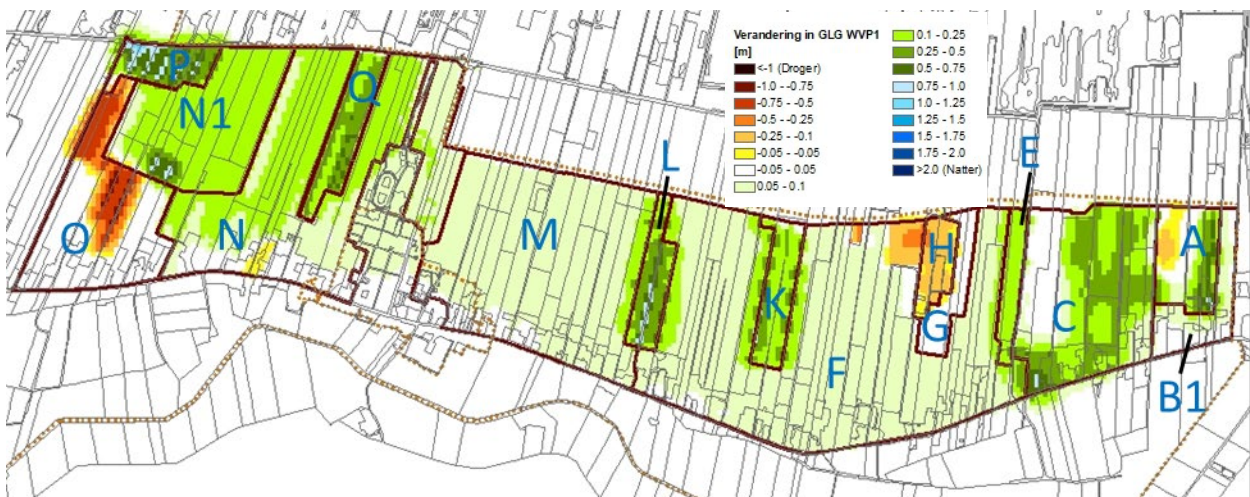 Verandering in GLG WVP1
[m]
<-1 (Droger)
-1.0 - -0.75
-0.75 - -0.5
-0.5 - -0.25
-0.25 - -0.1
-0.05 - -0.05
-0.05 - 0.05
0.05 - 0.1
0.1 - 0.25
0.25 - 0.5
0.5 - 0.75
0.75 - 1.0
1.0 - 1.25
1.25 - 1.5
1.5 - 1.75
1.75 - 2.0
>2.0 (Natter)
P
N1
Q
O
N
M
L
K
F
H
G
E
C
A
B1